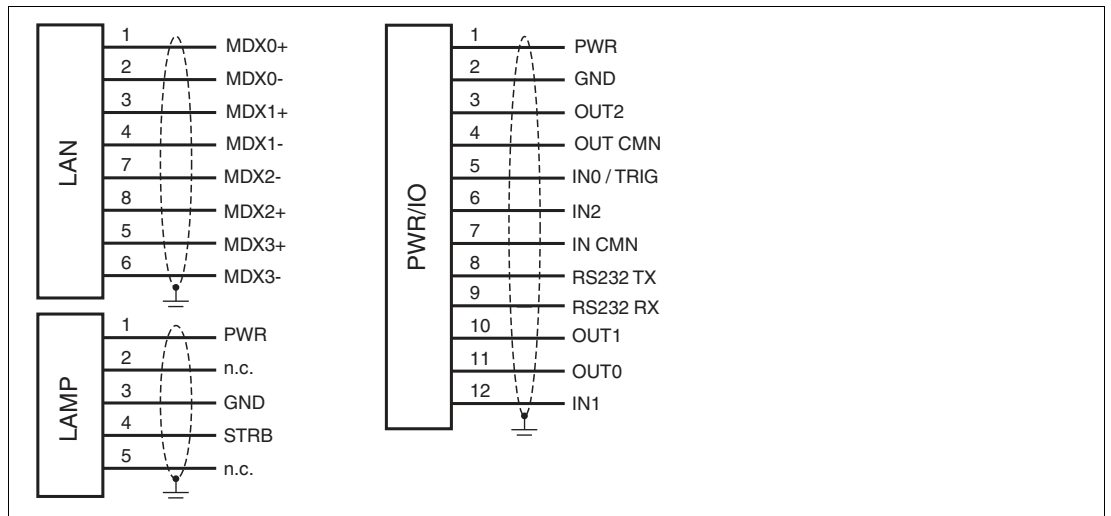 LAN
1 MDX0+
2 MDX0-
3 MDX1+
4 MDX1-
7 MDX2-
8 MDX2+
5 MDX3+
6 MDX3-
LAMP
1 PWR
2 n.c.
3 GND
4 STRB
5 n.c.
PWR/IO
1 PWR
2 GND
3 OUT2
4 OUT CMN
5 IN0 / TRIG
6 IN2
7 IN CMN
8 RS232 TX
9 RS232 RX
10 OUT1
11 OUT0
12 IN1